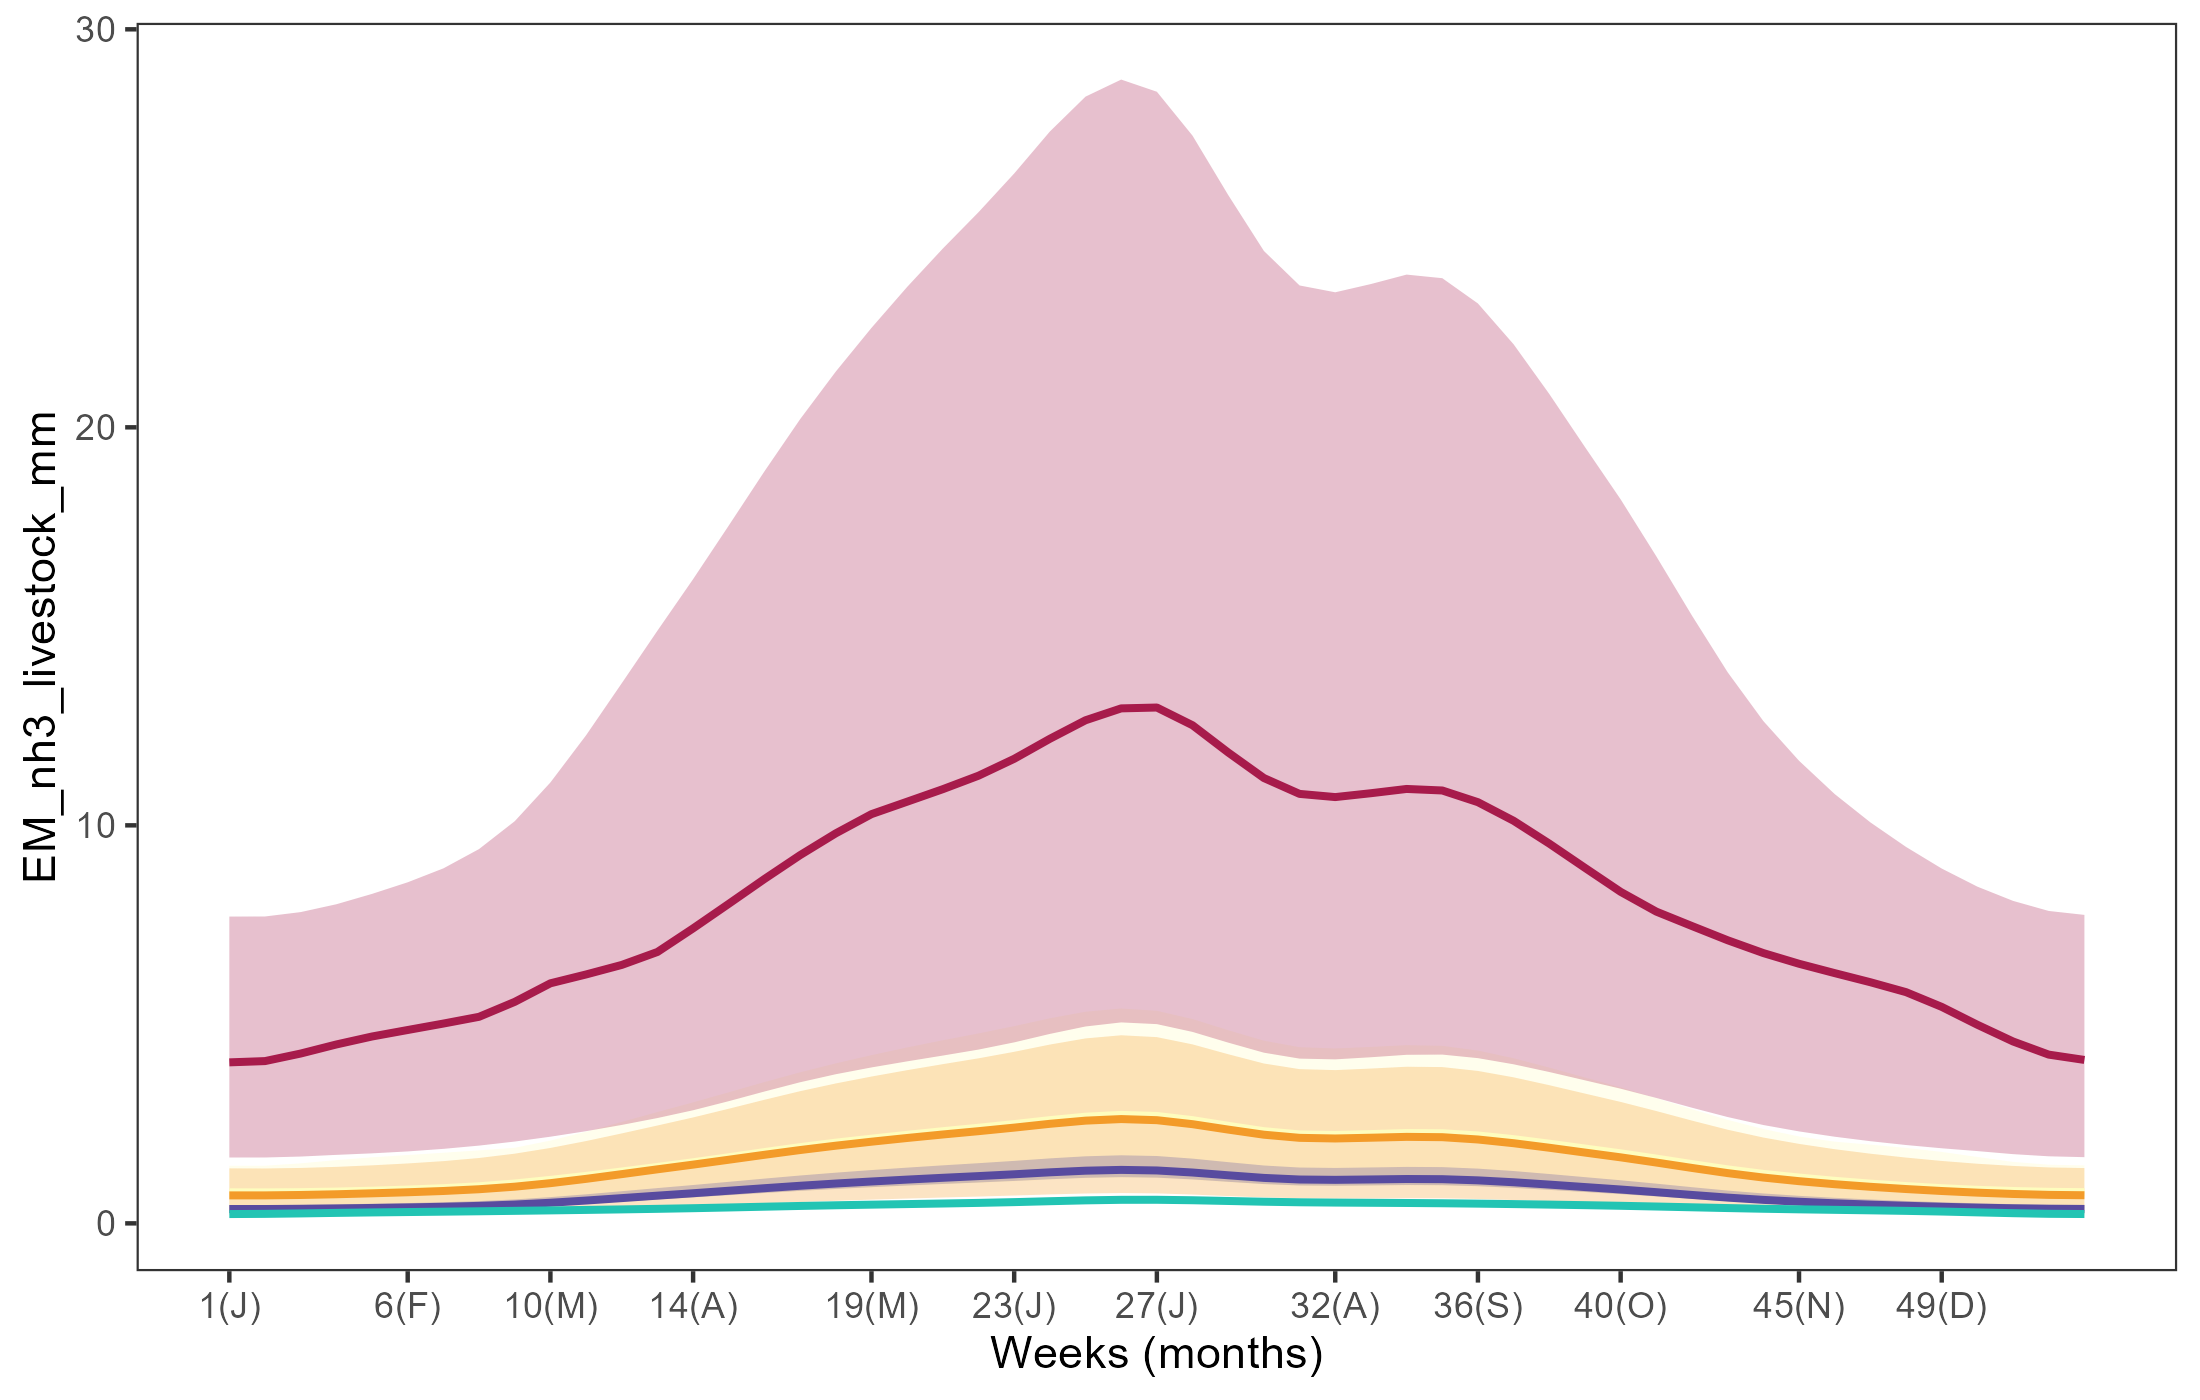 EM_nh3_livestock_mm
30
20
10
0
1(J) 6(F) 10(M) 14(A) 19(M) 23(J) 27(J) 32(A) 36(S) 40(O) 45(N) 49(D)
Weeks (months)